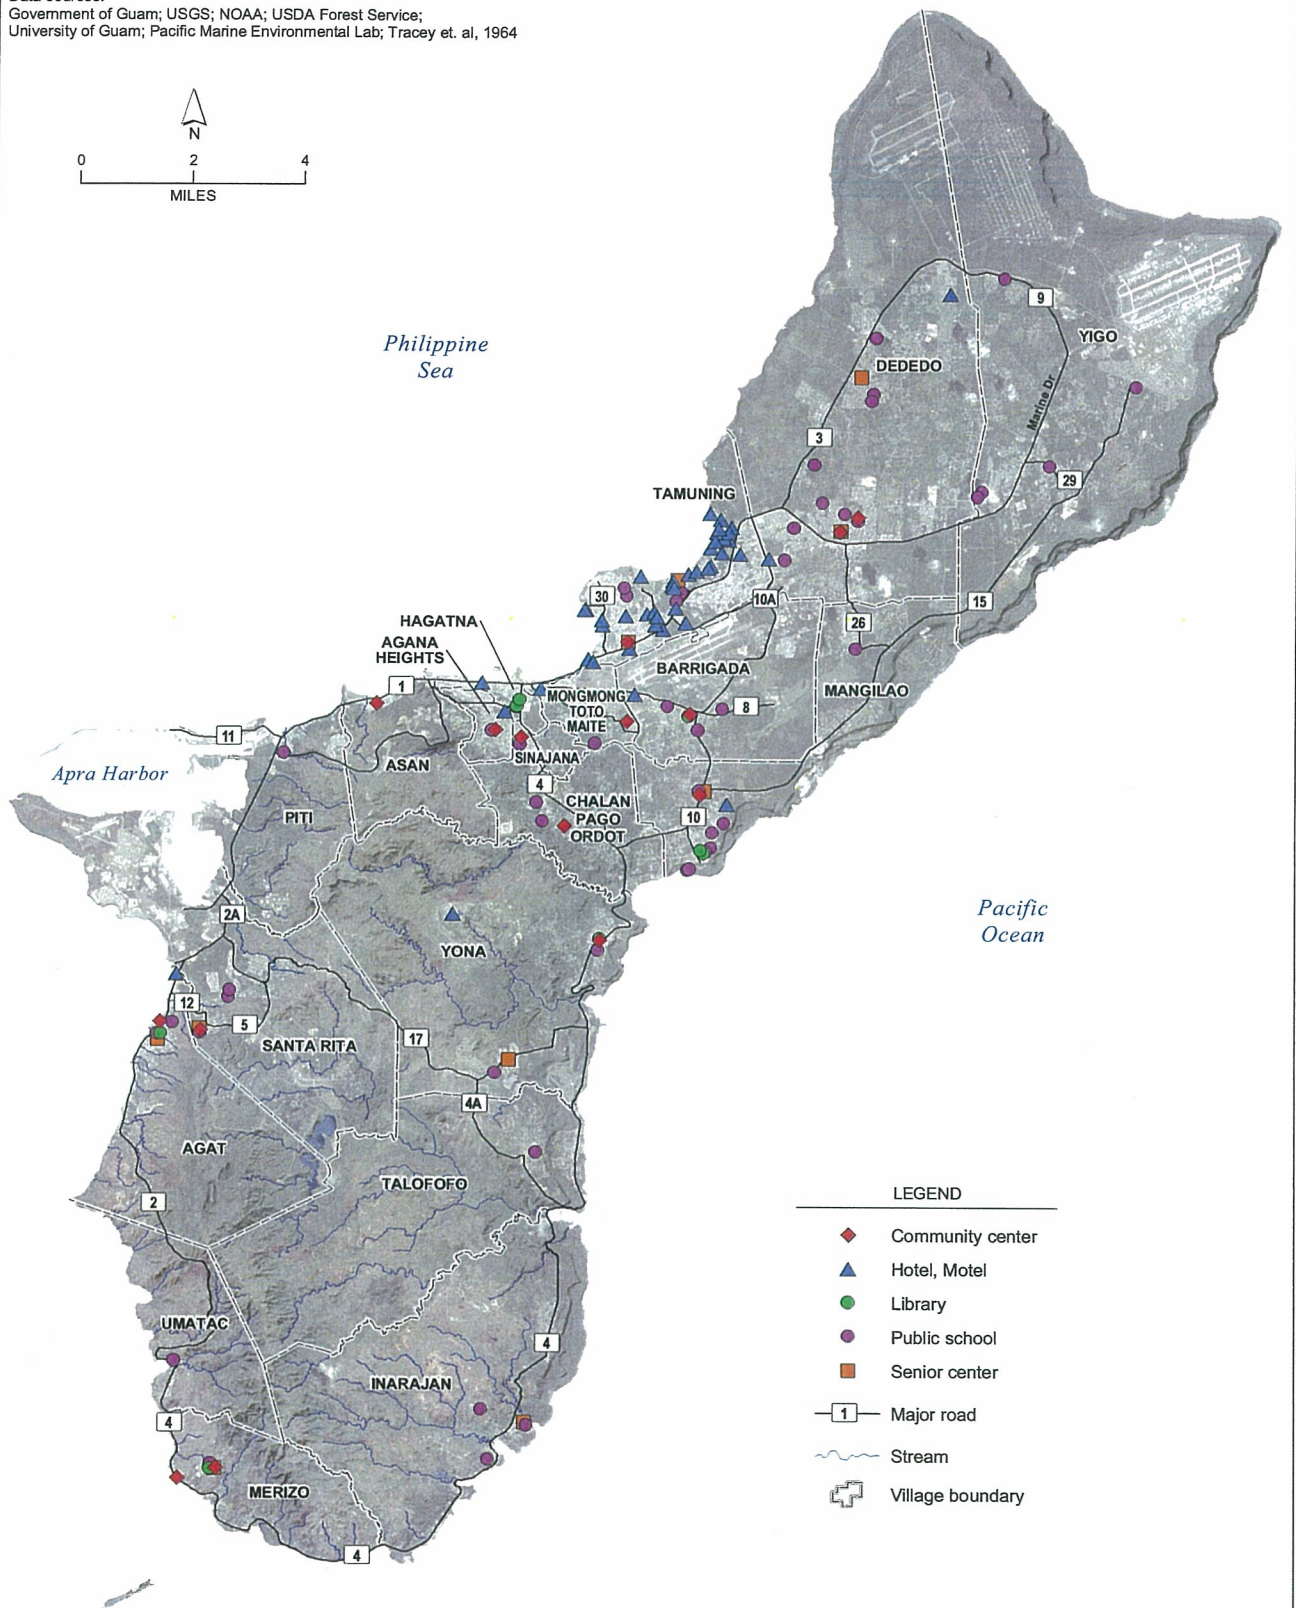 Data sources:
Government of Guam; USGS; NOAA; USDA Forest Service;
University of Guam; Pacific Marine Environmental Lab; Tracey et. al, 1964
N
0 2 4
MILES
Philippine
Sea
9
YIGO
DEDEDO
Marine Dr
3
29
TAMUNING
30
10A
15
26
HAGATNA
AGANA
HEIGHTS
BARRIGADA
1
MANGILAO
MONGMONG
TOTO
MAITE
8
11
SINAJANA
ASAN
Apra Harbor
4
CHALAN
PAGO
ORDOT
PITI
10
2A
Pacific
Ocean
YONA
12
5
17
SANTA RITA
4A
AGAT
TALOFOFO
2
UMATAC
4
INARAJAN
4
MERIZO
4
LEGEND
Community center
Hotel, Motel
Library
Public school
Senior center
1 Major road
Stream
Village boundary